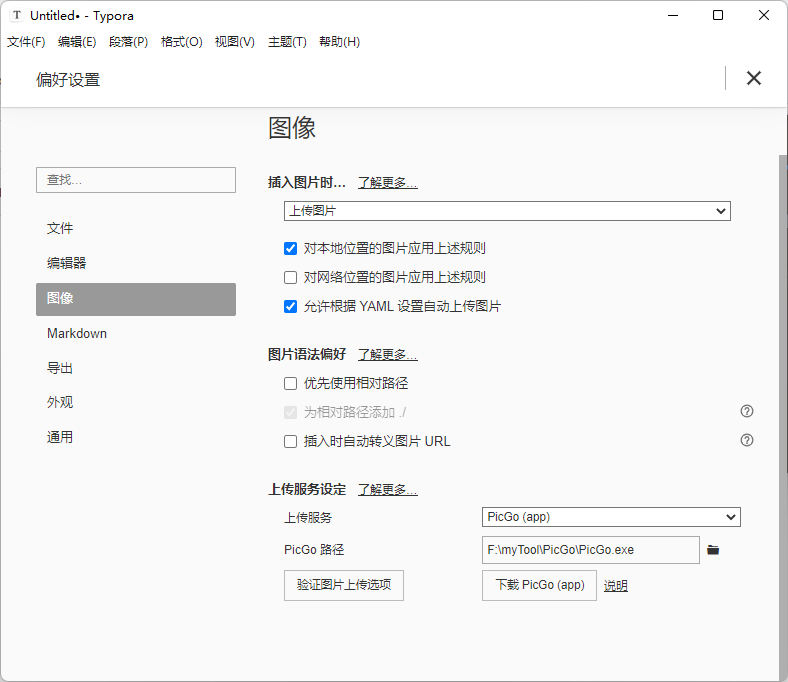 T Untitled• - Typora
文件(F) 编辑(E) 段落(P) 格式(O) 视图(V) 主题(T) 帮助(H)
偏好设置
查找...
文件
编辑器
图像
Markdown
导出
外观
通用
图像
插入图片时... 了解更多...
上传图片
对本地位置的图片应用上述规则
对网络位置的图片应用上述规则
允许根据 YAML 设置自动上传图片
图片语法偏好 了解更多...
优先使用相对路径
为相对路径添加 ./
插入时自动转义图片 URL
上传服务设定 了解更多...
上传服务 PicGo (app)
PicGo 路径 F:\myTool\PicGo\PicGo.exe
验证图片上传选项 下载 PicGo (app) 说明